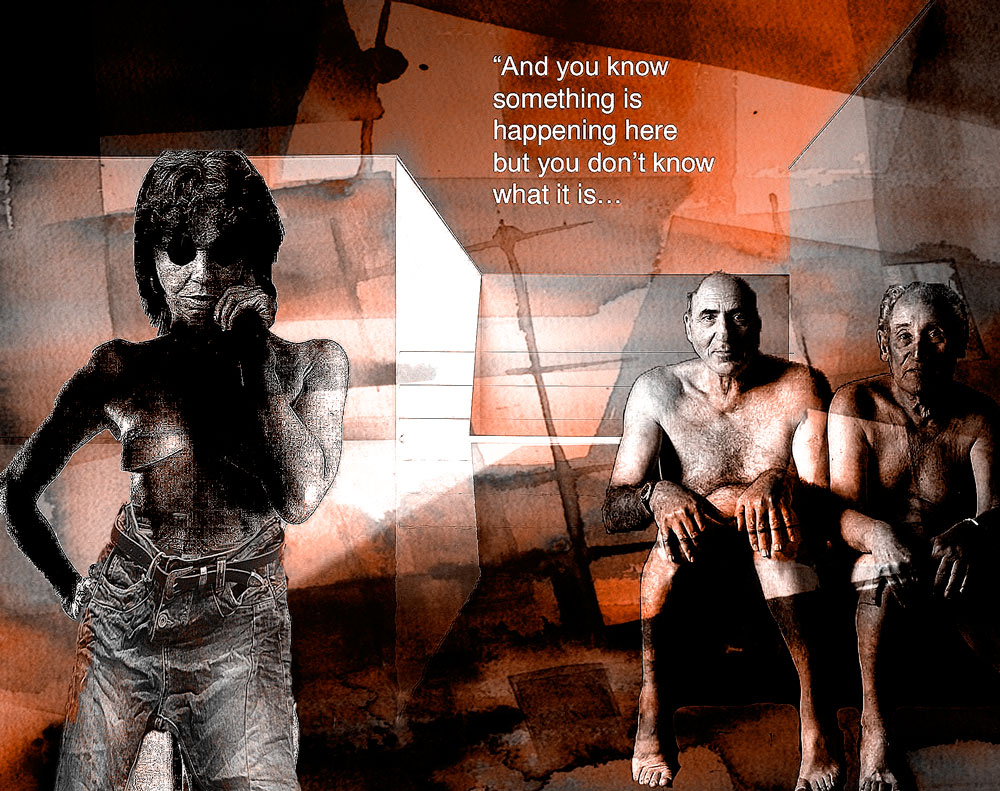 “And you know
something is
happening here
but you don’t know
what it is...